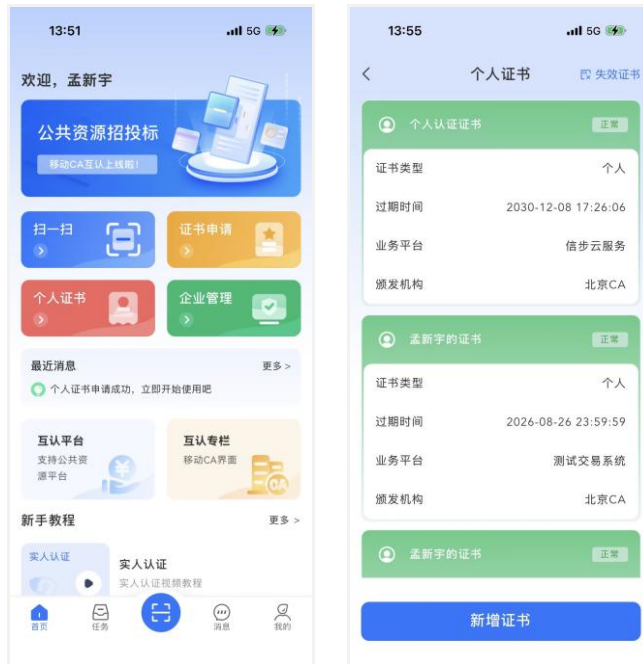 13:51
5G
欢迎，孟新宇
公共资源招投标
移动CA互认上线啦！
扫一扫
证书申请
个人证书
企业管理
最近消息
更多 >
个人证书申请成功，立即开始使用吧
互认平台
支持公共资
源平台
互认专栏
移动CA界面
CA
新手教程
更多 >
实人认证
实人认证
实人认证视频教程
首页
任务
消息
我的
13:55
5G
个人证书
失效证书
个人认证证书
正常
证书类型
个人
过期时间
2030-12-08 17:26:06
业务平台
信步云服务
颁发机构
北京CA
孟新宇的证书
正常
证书类型
个人
过期时间
2026-08-26 23:59:59
业务平台
测试交易系统
颁发机构
北京CA
孟新宇的证书
正常
新增证书